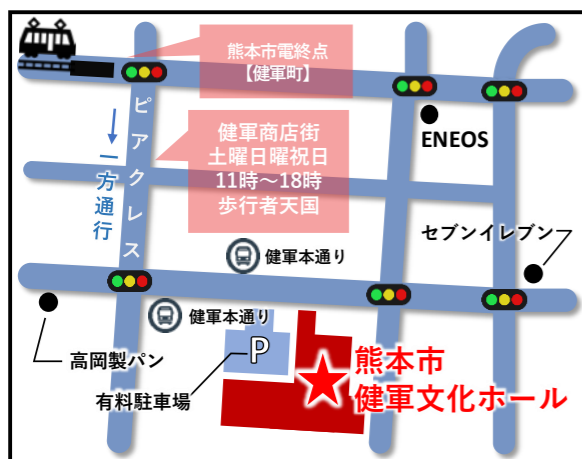 熊本市電終点
【健軍町】
ピアクレス
一方通行
健軍商店街
土曜日曜祝日
11時～18時
歩行者天国
ENEOS
セブンイレブン
健軍本通り
健軍本通り
高岡製パン
P
有料駐車場
熊本市
健軍文化ホール